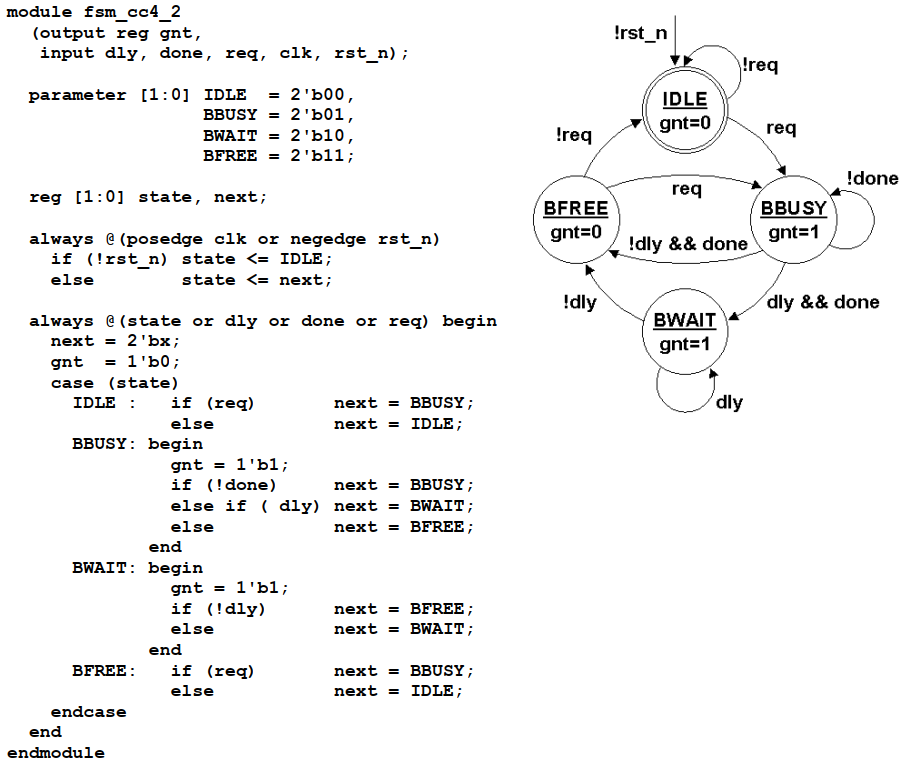 module fsm_cc4_2
  (output reg gnt,
   input dly, done, req, clk, rst_n);

  parameter [1:0] IDLE  = 2'b00,
                  BBUSY = 2'b01,
                  BWAIT = 2'b10,
                  BFREE = 2'b11;

  reg [1:0] state, next;

  always @(posedge clk or negedge rst_n)
    if (!rst_n) state <= IDLE;
    else        state <= next;

  always @(state or dly or done or req) begin
    next = 2'bx;
    gnt  = 1'b0;
    case (state)
      IDLE :   if (req)       next = BBUSY;
               else           next = IDLE;
      BBUSY: begin
               gnt = 1'b1;
               if (!done)     next = BBUSY;
               else if ( dly) next = BWAIT;
               else           next = BFREE;
             end
      BWAIT: begin
               gnt = 1'b1;
               if (!dly)      next = BFREE;
               else           next = BWAIT;
             end
      BFREE:   if (req)       next = BBUSY;
               else           next = IDLE;
    endcase
  end
endmodule
!rst_n
!req
IDLE
gnt=0
!req
req
req
!done
BFREE
gnt=0
BBUSY
gnt=1
!dly && done
!dly
dly && done
BWAIT
gnt=1
dly